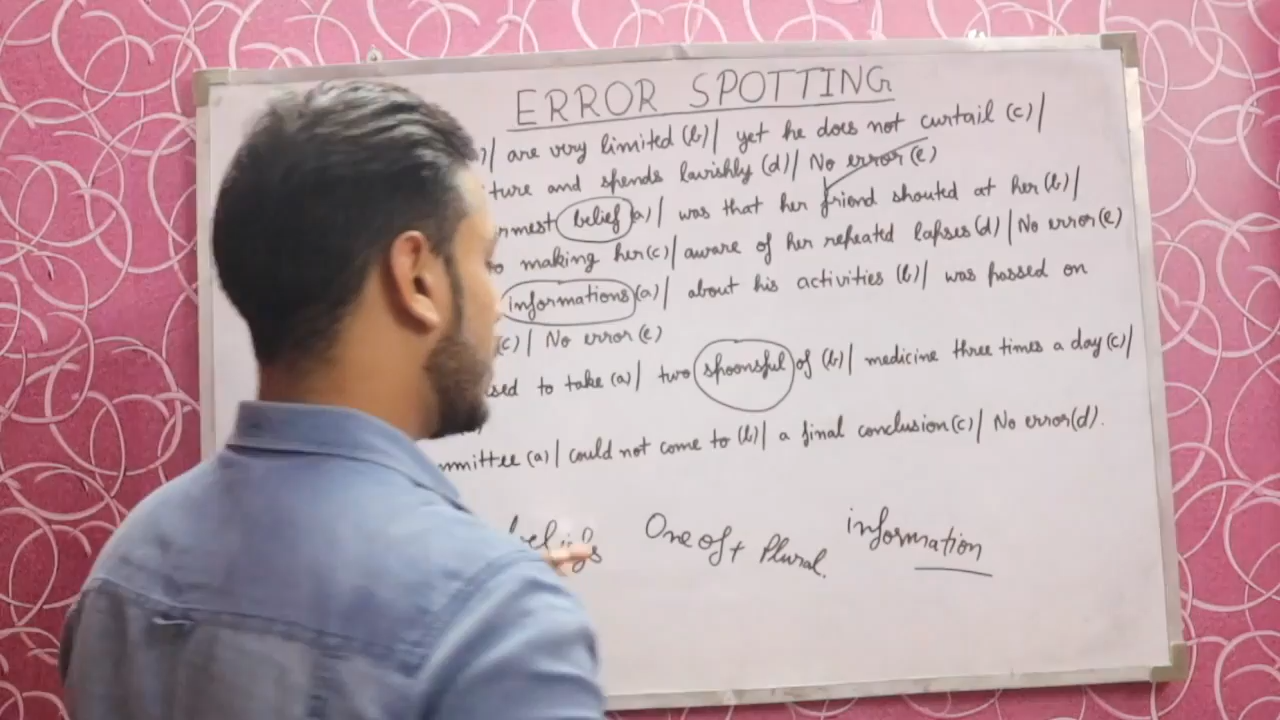 ERROR SPOTTING
| are very limited (b)| yet he does not curtail (c)|
ture and spends lavishly (d)| No error (e)
rmest belief (a)| was that her friend shouted at her (b)|
o making her (c)| aware of her repeated lapses (d) | No error (e)
informations (a)| about his activities (b)| was passed on
(c) | No error (e)
sed to take (a)| two spoonsful of (b)| medicine three times a day (c)|
mmittee (a)| could not come to (b)| a final conclusion (c)| No error (d).
beliefs One of + Plural. information